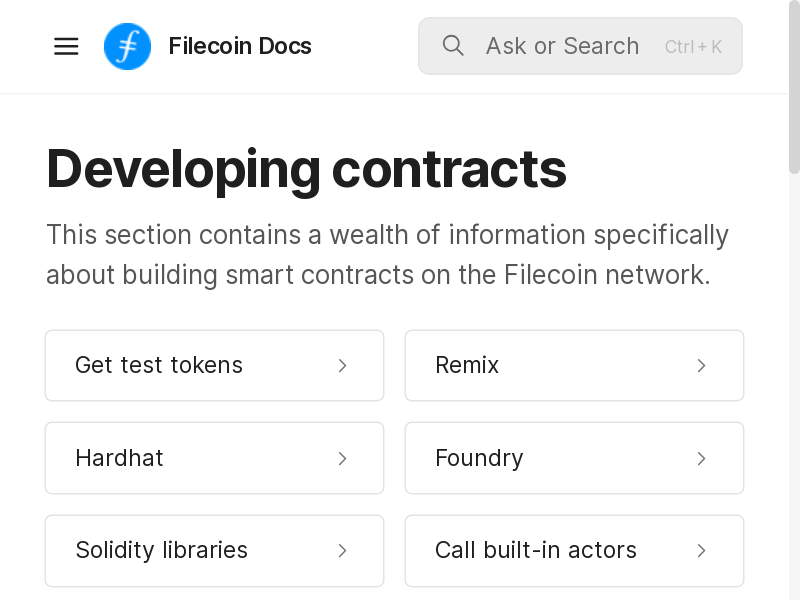 Filecoin Docs
Ask or Search
Ctrl + K
Developing contracts
This section contains a wealth of information specifically
about building smart contracts on the Filecoin network.
Get test tokens
Remix
Hardhat
Foundry
Solidity libraries
Call built-in actors